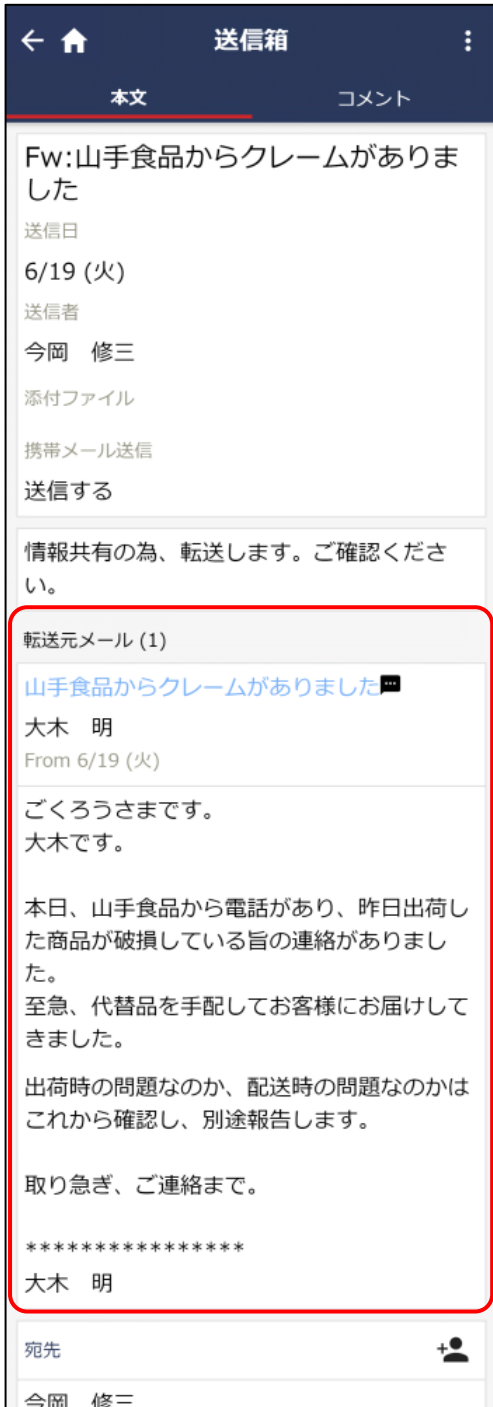 送信箱
本文 コメント
Fw:山手食品からクレームがありま
した
送信日
6/19 (火)
送信者
今岡　修三
添付ファイル
携帯メール送信
送信する
情報共有の為、転送します。ご確認くださ
い。
転送元メール (1)
山手食品からクレームがありました
大木　明
From 6/19 (火)
ごくろうさまです。
大木です。
本日、山手食品から電話があり、昨日出荷し
た商品が破損している旨の連絡がありまし
た。
至急、代替品を手配してお客様にお届けして
きました。
出荷時の問題なのか、配送時の問題なのかは
これから確認し、別途報告します。
取り急ぎ、ご連絡まで。
****************
大木　明
宛先
今岡　修三